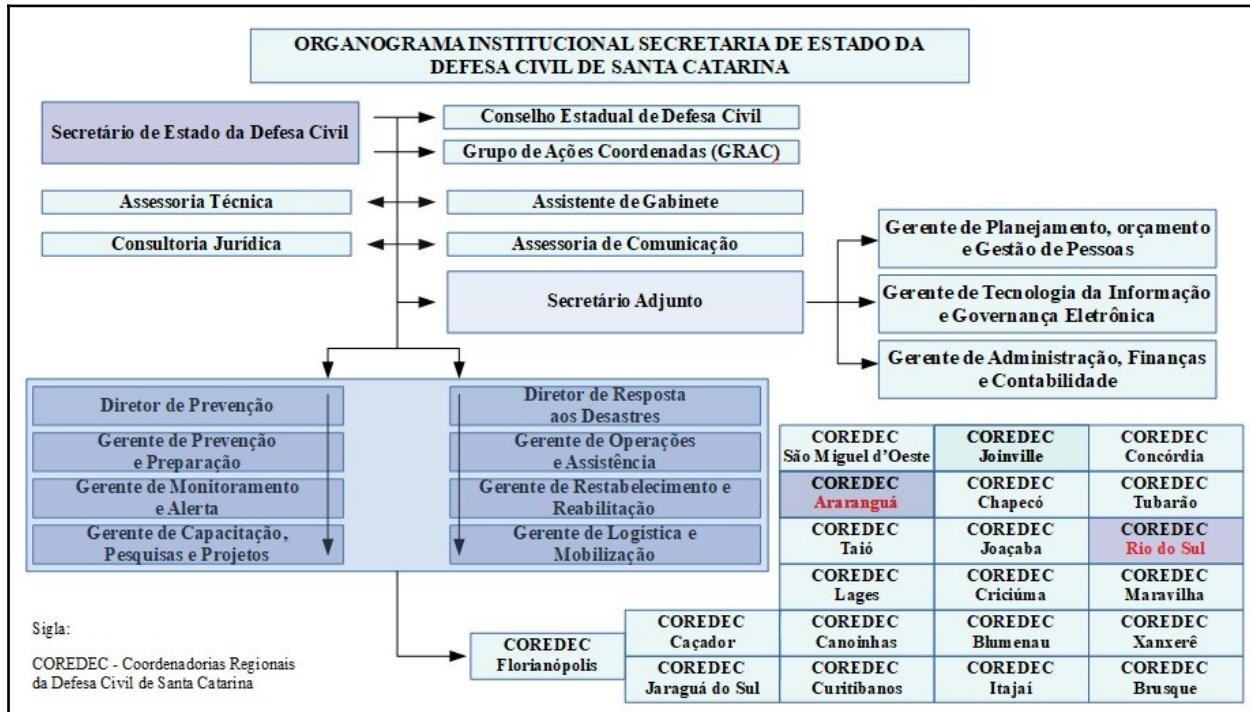 ORGANOGRAMA INSTITUCIONAL SECRETARIA DE ESTADO DA
DEFESA CIVIL DE SANTA CATARINA
Secretário de Estado da Defesa Civil
Conselho Estadual de Defesa Civil
Grupo de Ações Coordenadas (GRAC)
Assessoria Técnica
Assistente de Gabinete
Consultoria Jurídica
Assessoria de Comunicação
Secretário Adjunto
Gerente de Planejamento, orçamento
e Gestão de Pessoas
Gerente de Tecnologia da Informação
e Governança Eletrônica
Gerente de Administração, Finanças
e Contabilidade
Diretor de Prevenção
Gerente de Prevenção
e Preparação
Gerente de Monitoramento
e Alerta
Gerente de Capacitação,
Pesquisas e Projetos
Diretor de Resposta
aos Desastres
Gerente de Operações
e Assistência
Gerente de Restabelecimento e
Reabilitação
Gerente de Logística e
Mobilização
COREDEC
São Miguel d'Oeste
COREDEC
Joinville
COREDEC
Concórdia
COREDEC
Araranguá
COREDEC
Chapecó
COREDEC
Tubarão
COREDEC
Taió
COREDEC
Joaçaba
COREDEC
Rio do Sul
COREDEC
Lages
COREDEC
Criciúma
COREDEC
Maravilha
COREDEC
Florianópolis
COREDEC
Caçador
COREDEC
Canoinhas
COREDEC
Blumenau
COREDEC
Xanxerê
COREDEC
Jaraguá do Sul
COREDEC
Curitibanos
COREDEC
Itajaí
COREDEC
Brusque
Sigla:
COREDEC - Coordenadorias Regionais
da Defesa Civil de Santa Catarina